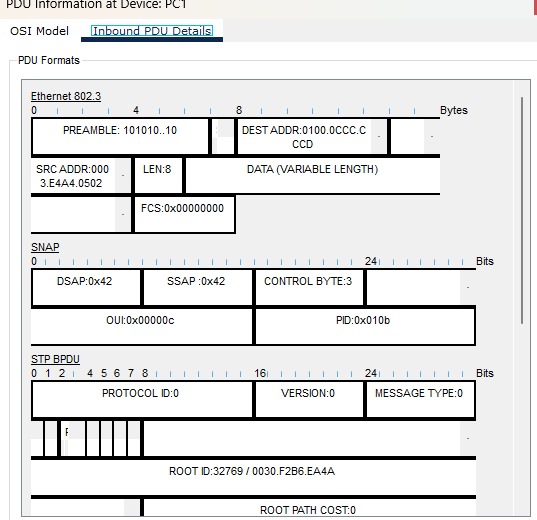 PDU Information at Device: PC1
OSI Model Inbound PDU Details
PDU Formats
Ethernet 802.3
0 4 8 Bytes
PREAMBLE: 101010..10 DEST ADDR:0100.0CCC.C
CCD
SRC ADDR:000 LEN:8 DATA (VARIABLE LENGTH)
3.E4A4.0502
FCS:0x00000000
SNAP
0 24 Bits
DSAP:0x42 SSAP :0x42 CONTROL BYTE:3
OUI:0x00000c PID:0x010b
STP BPDU
0 1 2 4 5 6 7 8 16 24 Bits
PROTOCOL ID:0 VERSION:0 MESSAGE TYPE:0
ROOT ID:32769 / 0030.F2B6.EA4A
ROOT PATH COST:0